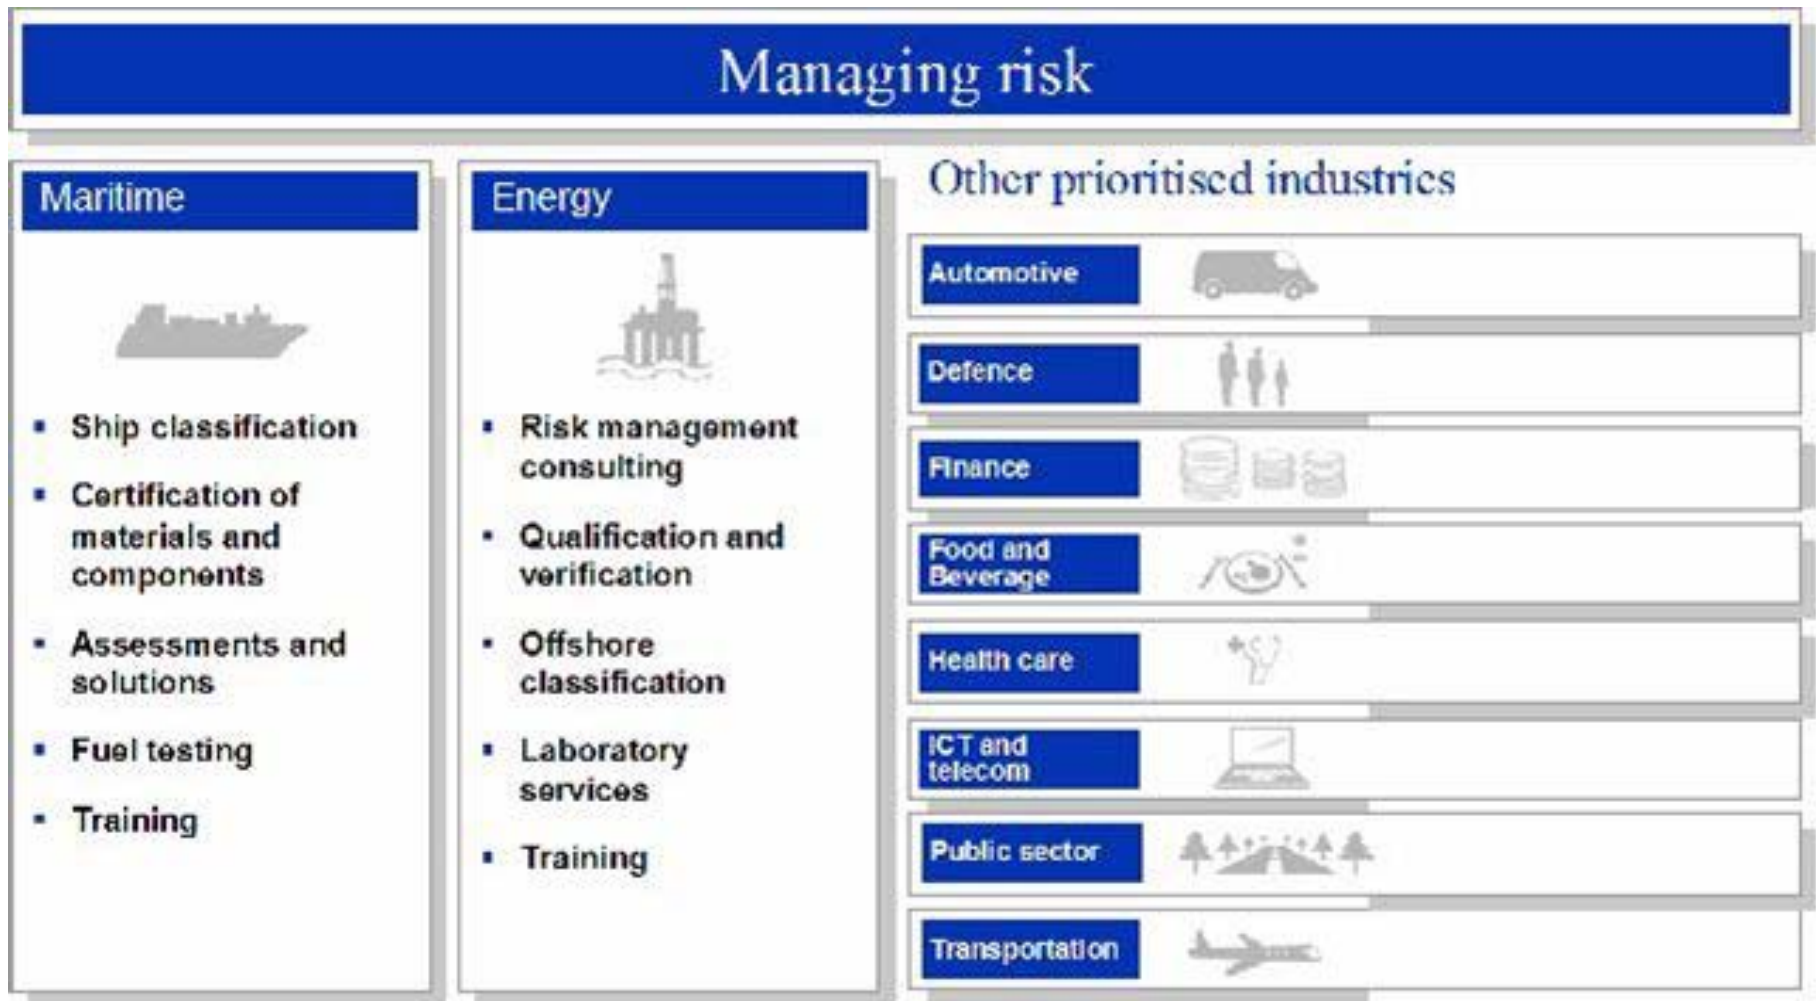 Managing risk
Maritime
Ship classification
Certification of
materials and
components
Assessments and
solutions
Fuel testing
Training
Energy
Risk management
consulting
Qualification and
verification
Offshore
classification
Laboratory
services
Training
Other prioritised industries
Automotive
Defence
Finance
Food and
Beverage
Health care
ICT and
telecom
Public sector
Transportation